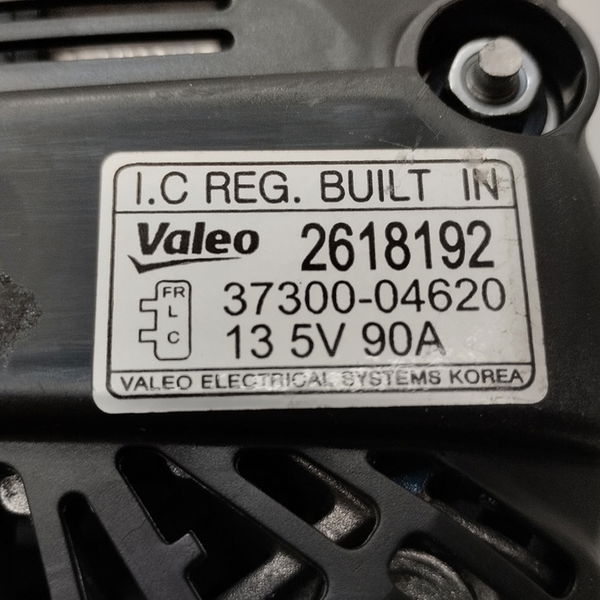 I.C REG. BUILT IN
Valeo 2618192
FR 37300-04620
L
C 13 5V 90A
VALEO ELECTRICAL SYSTEMS KOREA